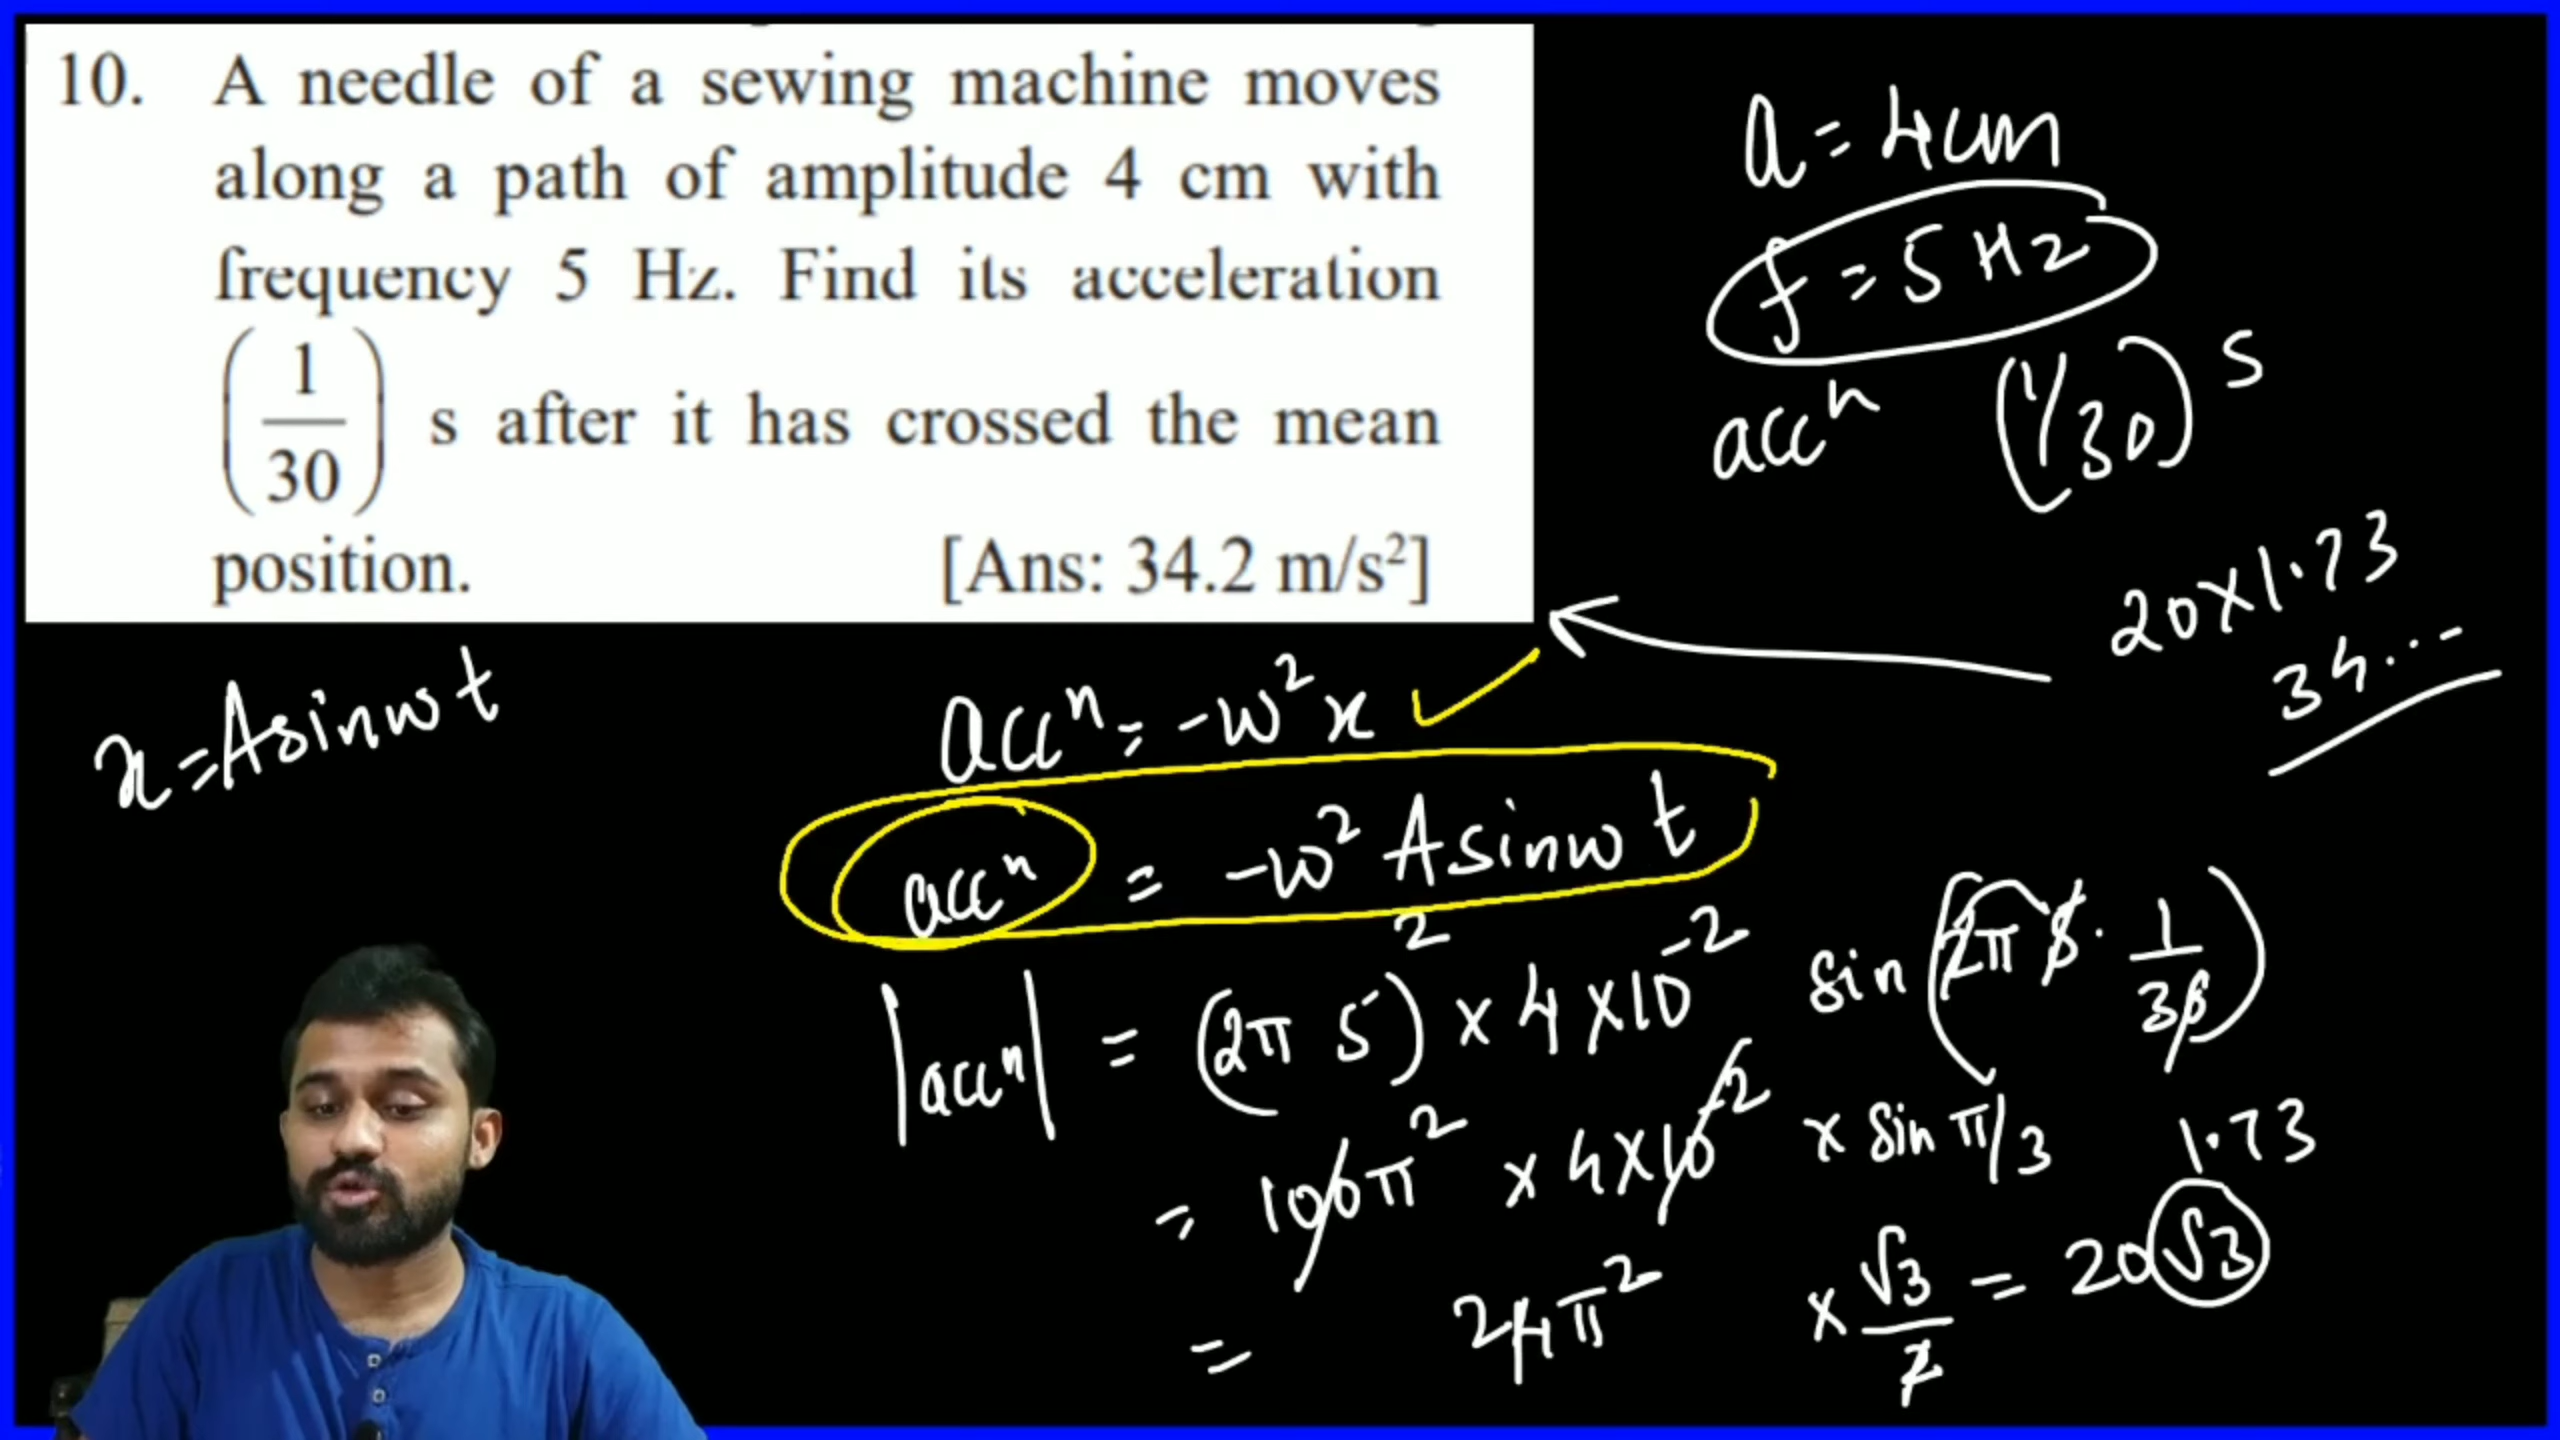 10. A needle of a sewing machine moves
along a path of amplitude 4 cm with
frequency 5 Hz. Find its acceleration
(1/30) s after it has crossed the mean
position. [Ans: 34.2 m/s²]
a = 4cm
f = 5 Hz
accⁿ (1/30) s
20×1.73
34...
x = A sin ω t
accⁿ = -ω² x ✓
accⁿ = -ω² A sin ω t
|accⁿ| = (2π 5)² × 4 × 10⁻² sin (2π 5 · 1/30)
= 100π² × 4 × 10⁻² × sin π/3
1.73
= 2 4π² × √3/2 = 20√3